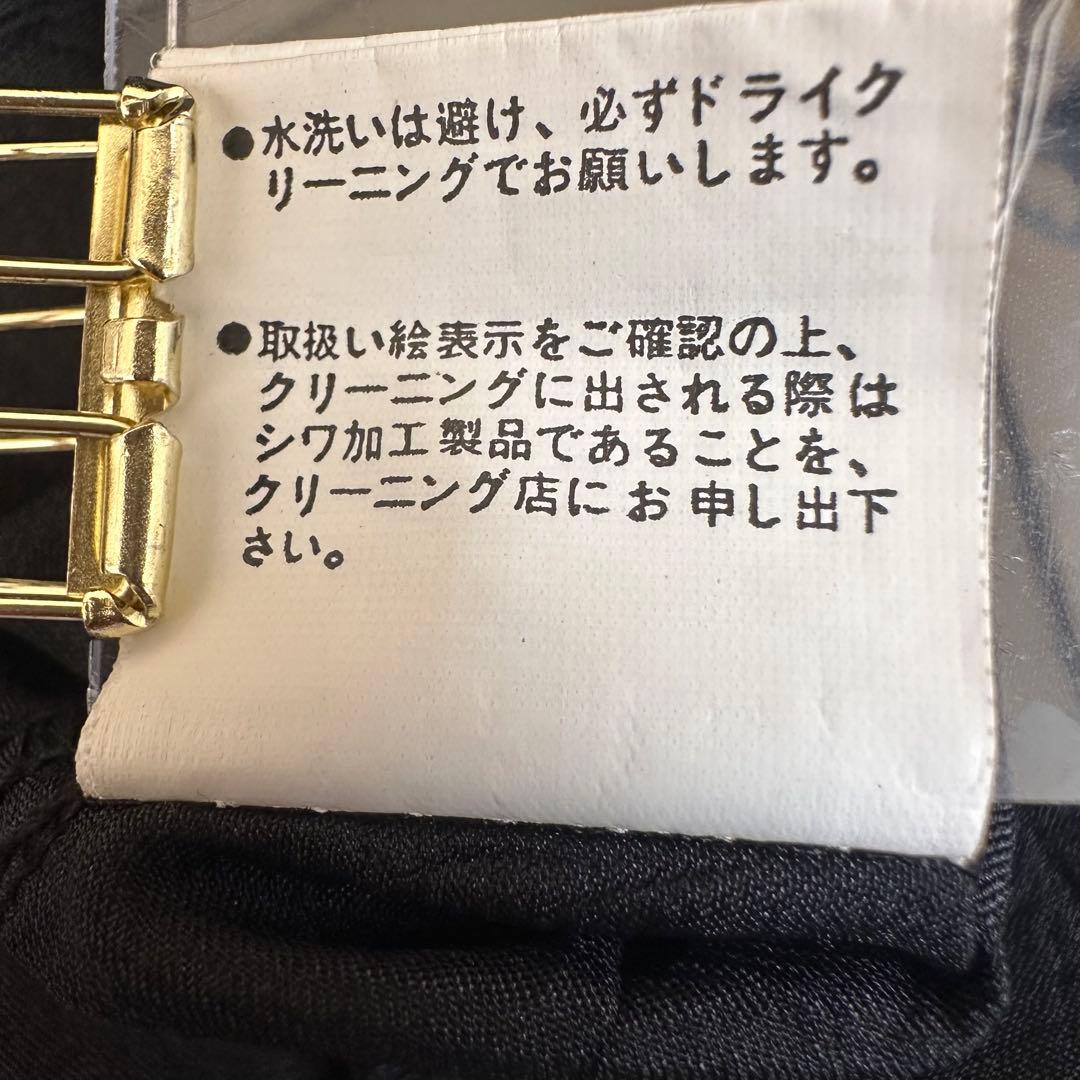 ●水洗いは避け、必ずドライク
リーニングでお願いします。
●取扱い絵表示をご確認の上、
クリーニングに出される際は
シワ加工製品であることを、
クリーニング店にお申し出下
さい。